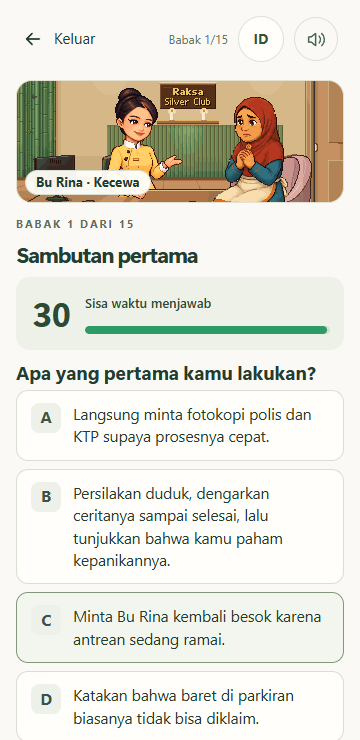 Keluar
Babak 1/15
ID
Raksa
Silver Club
Bu Rina · Kecewa
BABAK 1 DARI 15
Sambutan pertama
30
Sisa waktu menjawab
Apa yang pertama kamu lakukan?
A
Langsung minta fotokopi polis dan
KTP supaya prosesnya cepat.
B
Persilakan duduk, dengarkan
ceritanya sampai selesai, lalu
tunjukkan bahwa kamu paham
kepanikannya.
C
Minta Bu Rina kembali besok karena
antrean sedang ramai.
D
Katakan bahwa baret di parkiran
biasanya tidak bisa diklaim.